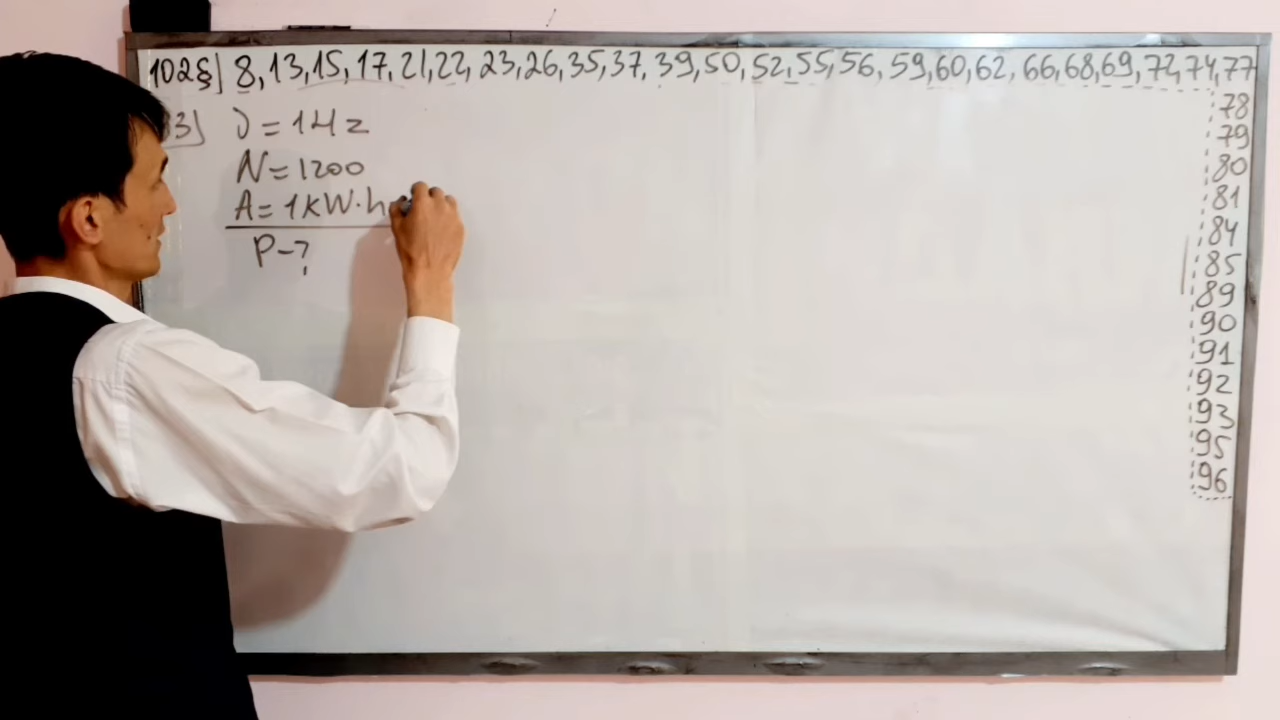 102§] 8, 13, 15, 17, 21, 22, 23, 26, 35, 37, 39, 50, 52, 55, 56, 59, 60, 62, 66, 68, 69, 72, 74, 77
78
79
80
81
84
85
89
90
91
92
93
95
96
3] ν = 1Hz
N = 1200
A = 1kW·h
P - ?